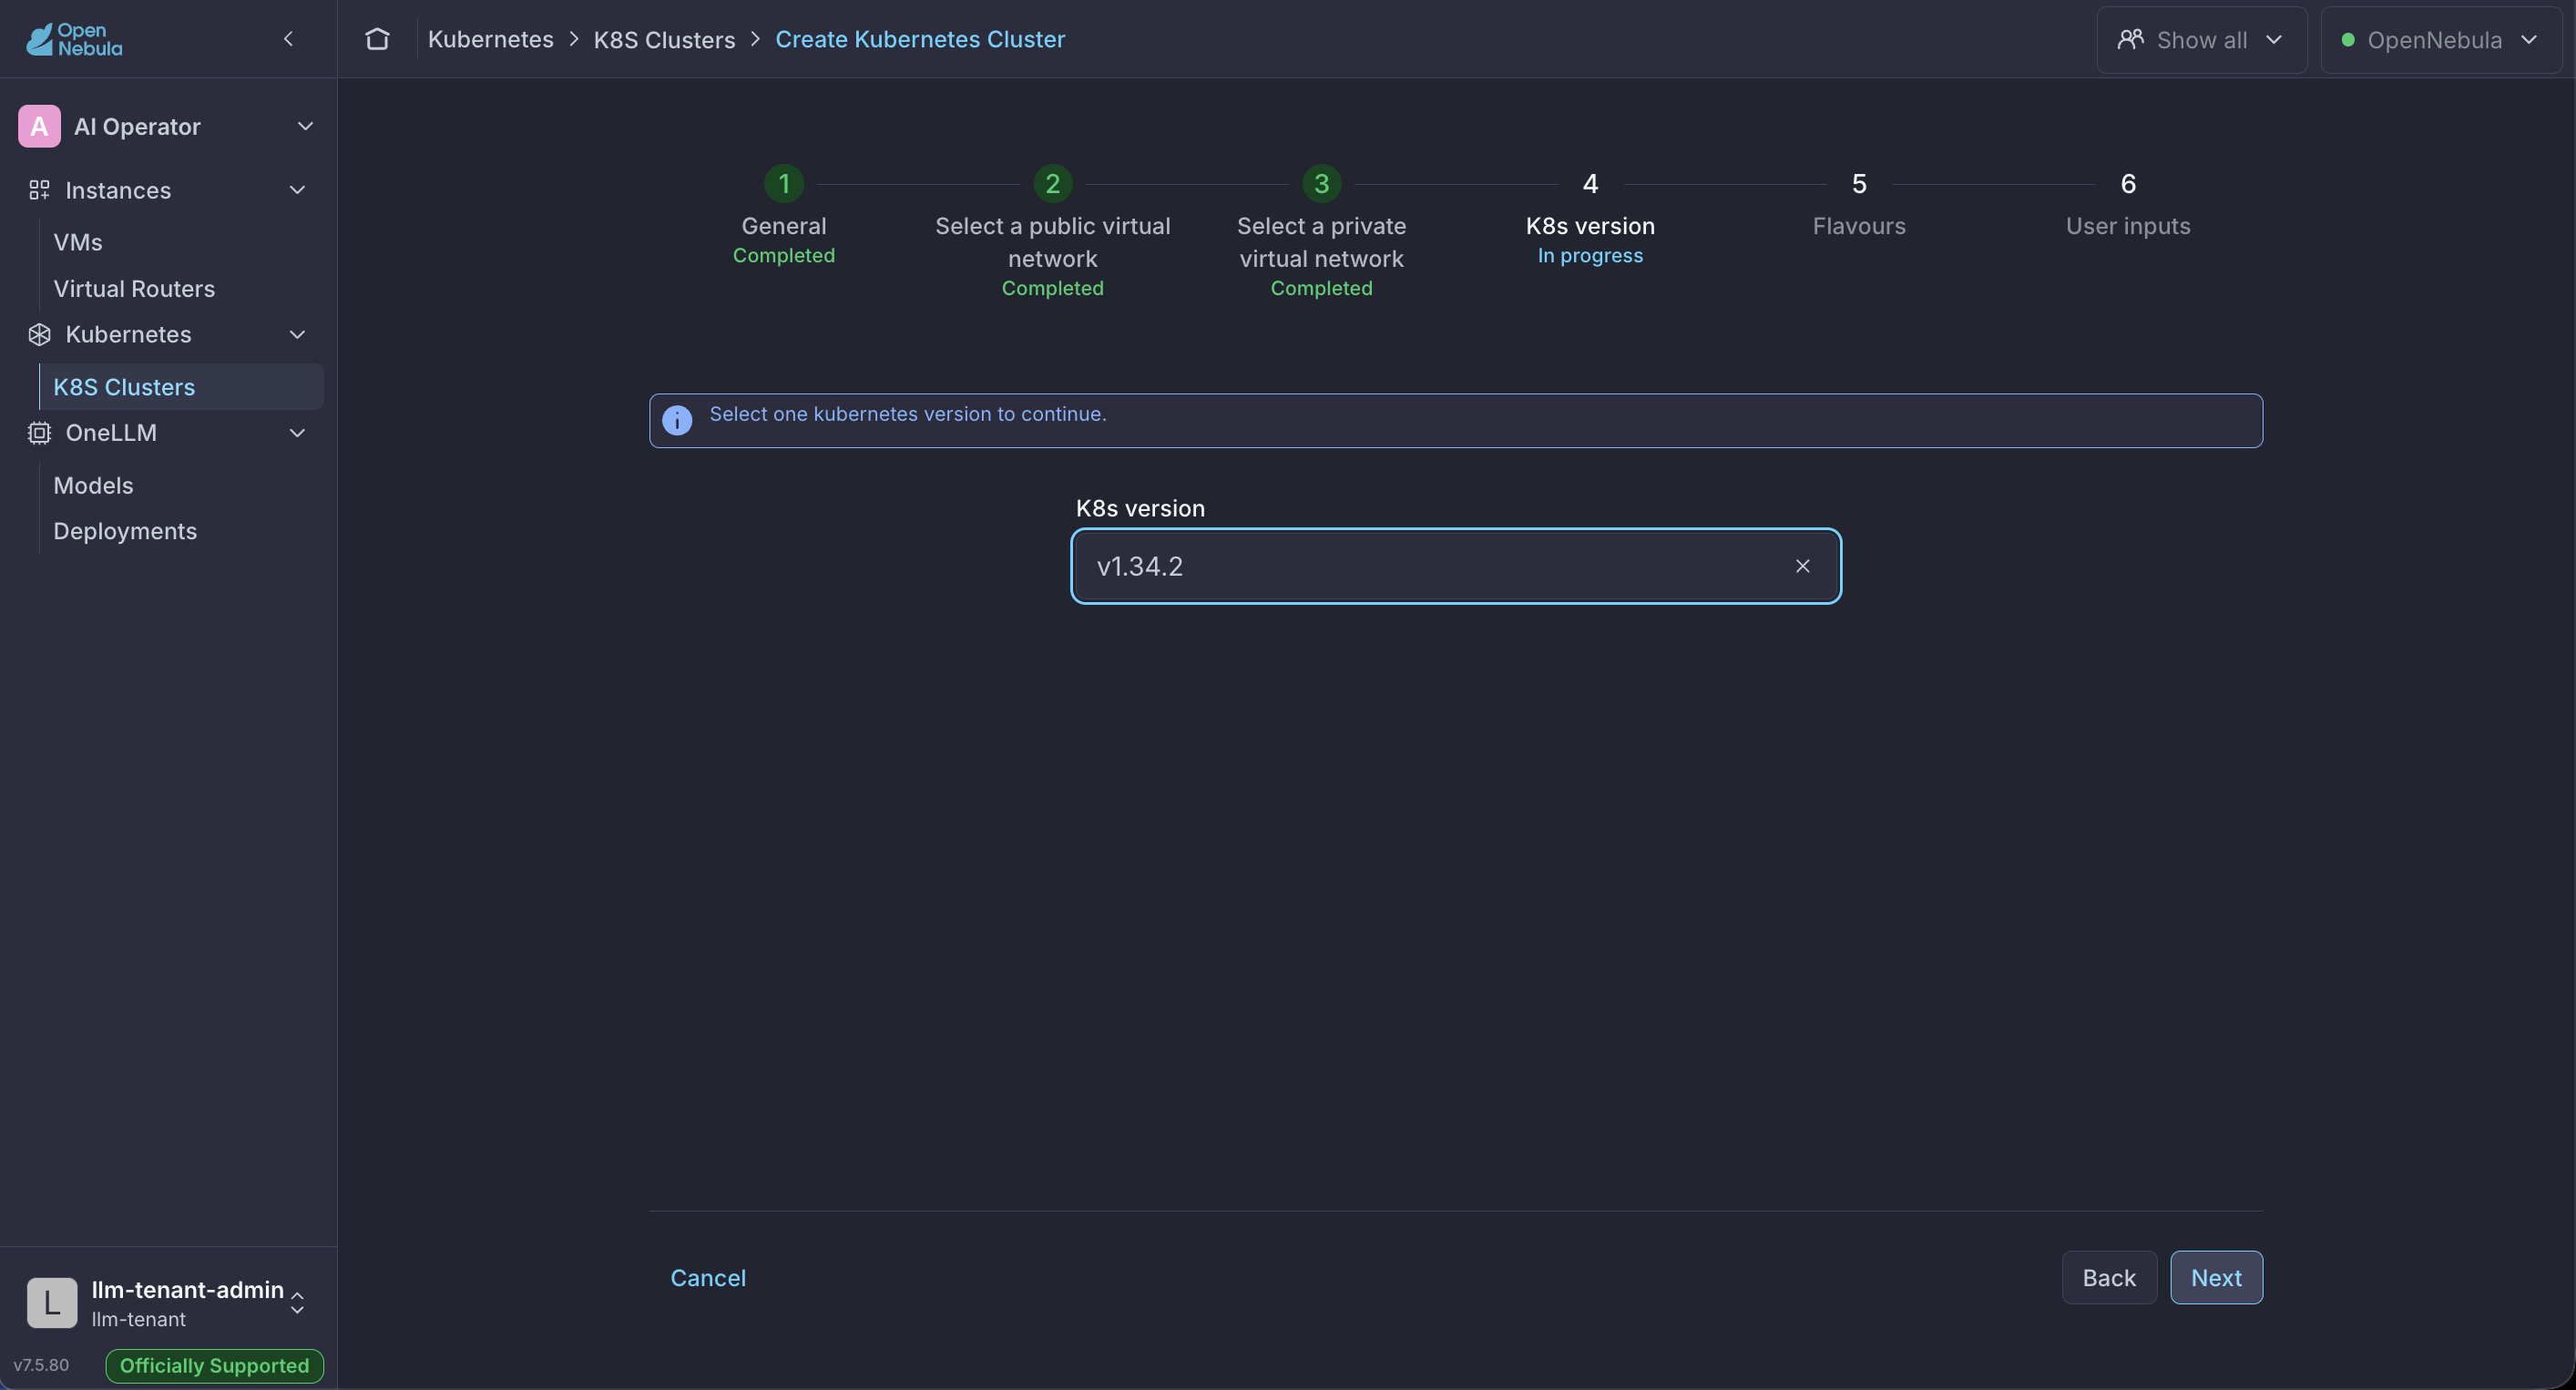 Open
Nebula
Kubernetes
K8S Clusters
Create Kubernetes Cluster
Show all
OpenNebula
A
AI Operator
Instances
VMs
Virtual Routers
Kubernetes
K8S Clusters
OneLLM
Models
Deployments
1
General
Completed
2
Select a public virtual
network
Completed
3
Select a private
virtual network
Completed
4
K8s version
In progress
5
Flavours
6
User inputs
Select one kubernetes version to continue.
K8s version
v1.34.2
Cancel
Back
Next
L
llm-tenant-admin
llm-tenant
v7.5.80
Officially Supported